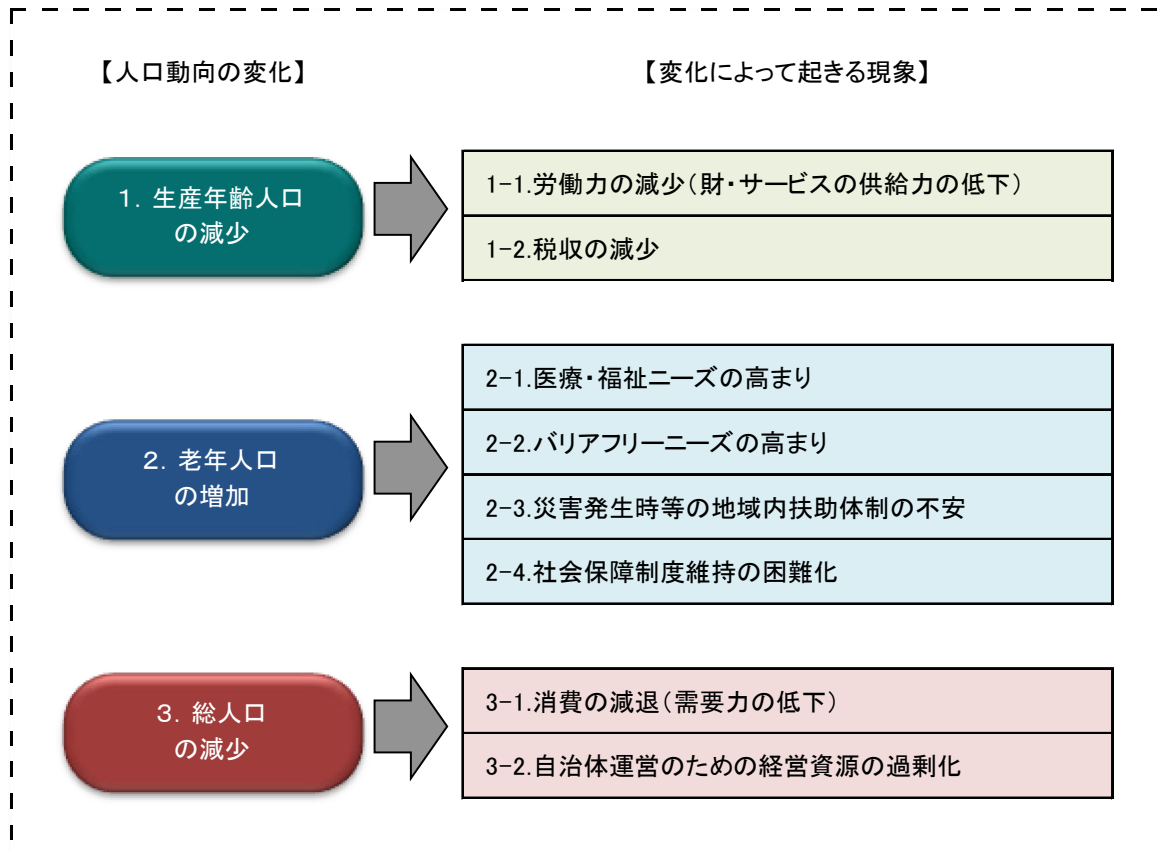 【人口動向の変化】
【変化によって起きる現象】
1. 生産年齢人口
の減少
1-1.労働力の減少(財・サービスの供給力の低下)
1-2.税収の減少
2. 老年人口
の増加
2-1.医療・福祉ニーズの高まり
2-2.バリアフリーニーズの高まり
2-3.災害発生時等の地域内扶助体制の不安
2-4.社会保障制度維持の困難化
3. 総人口
の減少
3-1.消費の減退(需要力の低下)
3-2.自治体運営のための経営資源の過剰化